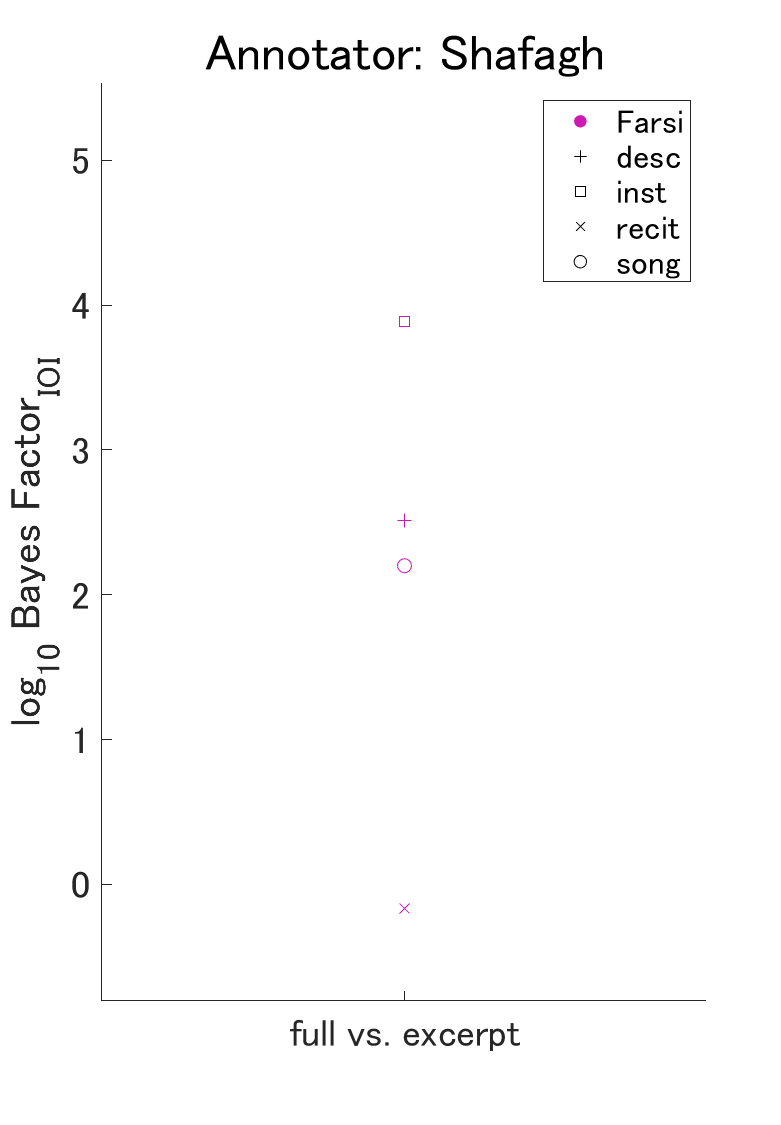 Annotator: Shafagh
Farsi
desc
inst
recit
song
5
4
3
2
1
0
log10 Bayes FactorIOI
full vs. excerpt